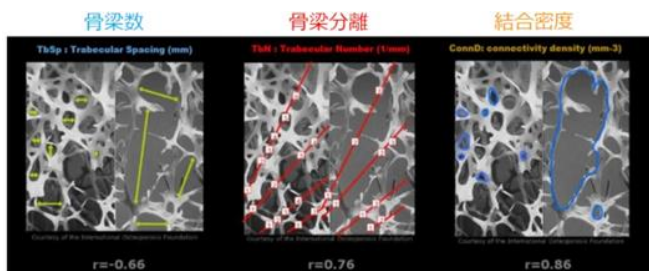 骨梁数
骨梁分離
結合密度
TbSp : Trabecular Spacing (mm)
TbN : Trabecular Number (1/mm)
ConnD: connectivity density (mm-3)
Courtesy of the International Osteoporosis Foundation
Courtesy of the International Osteoporosis Foundation
Courtesy of the International Osteoporosis Foundation
r=-0.66
r=0.76
r=0.86